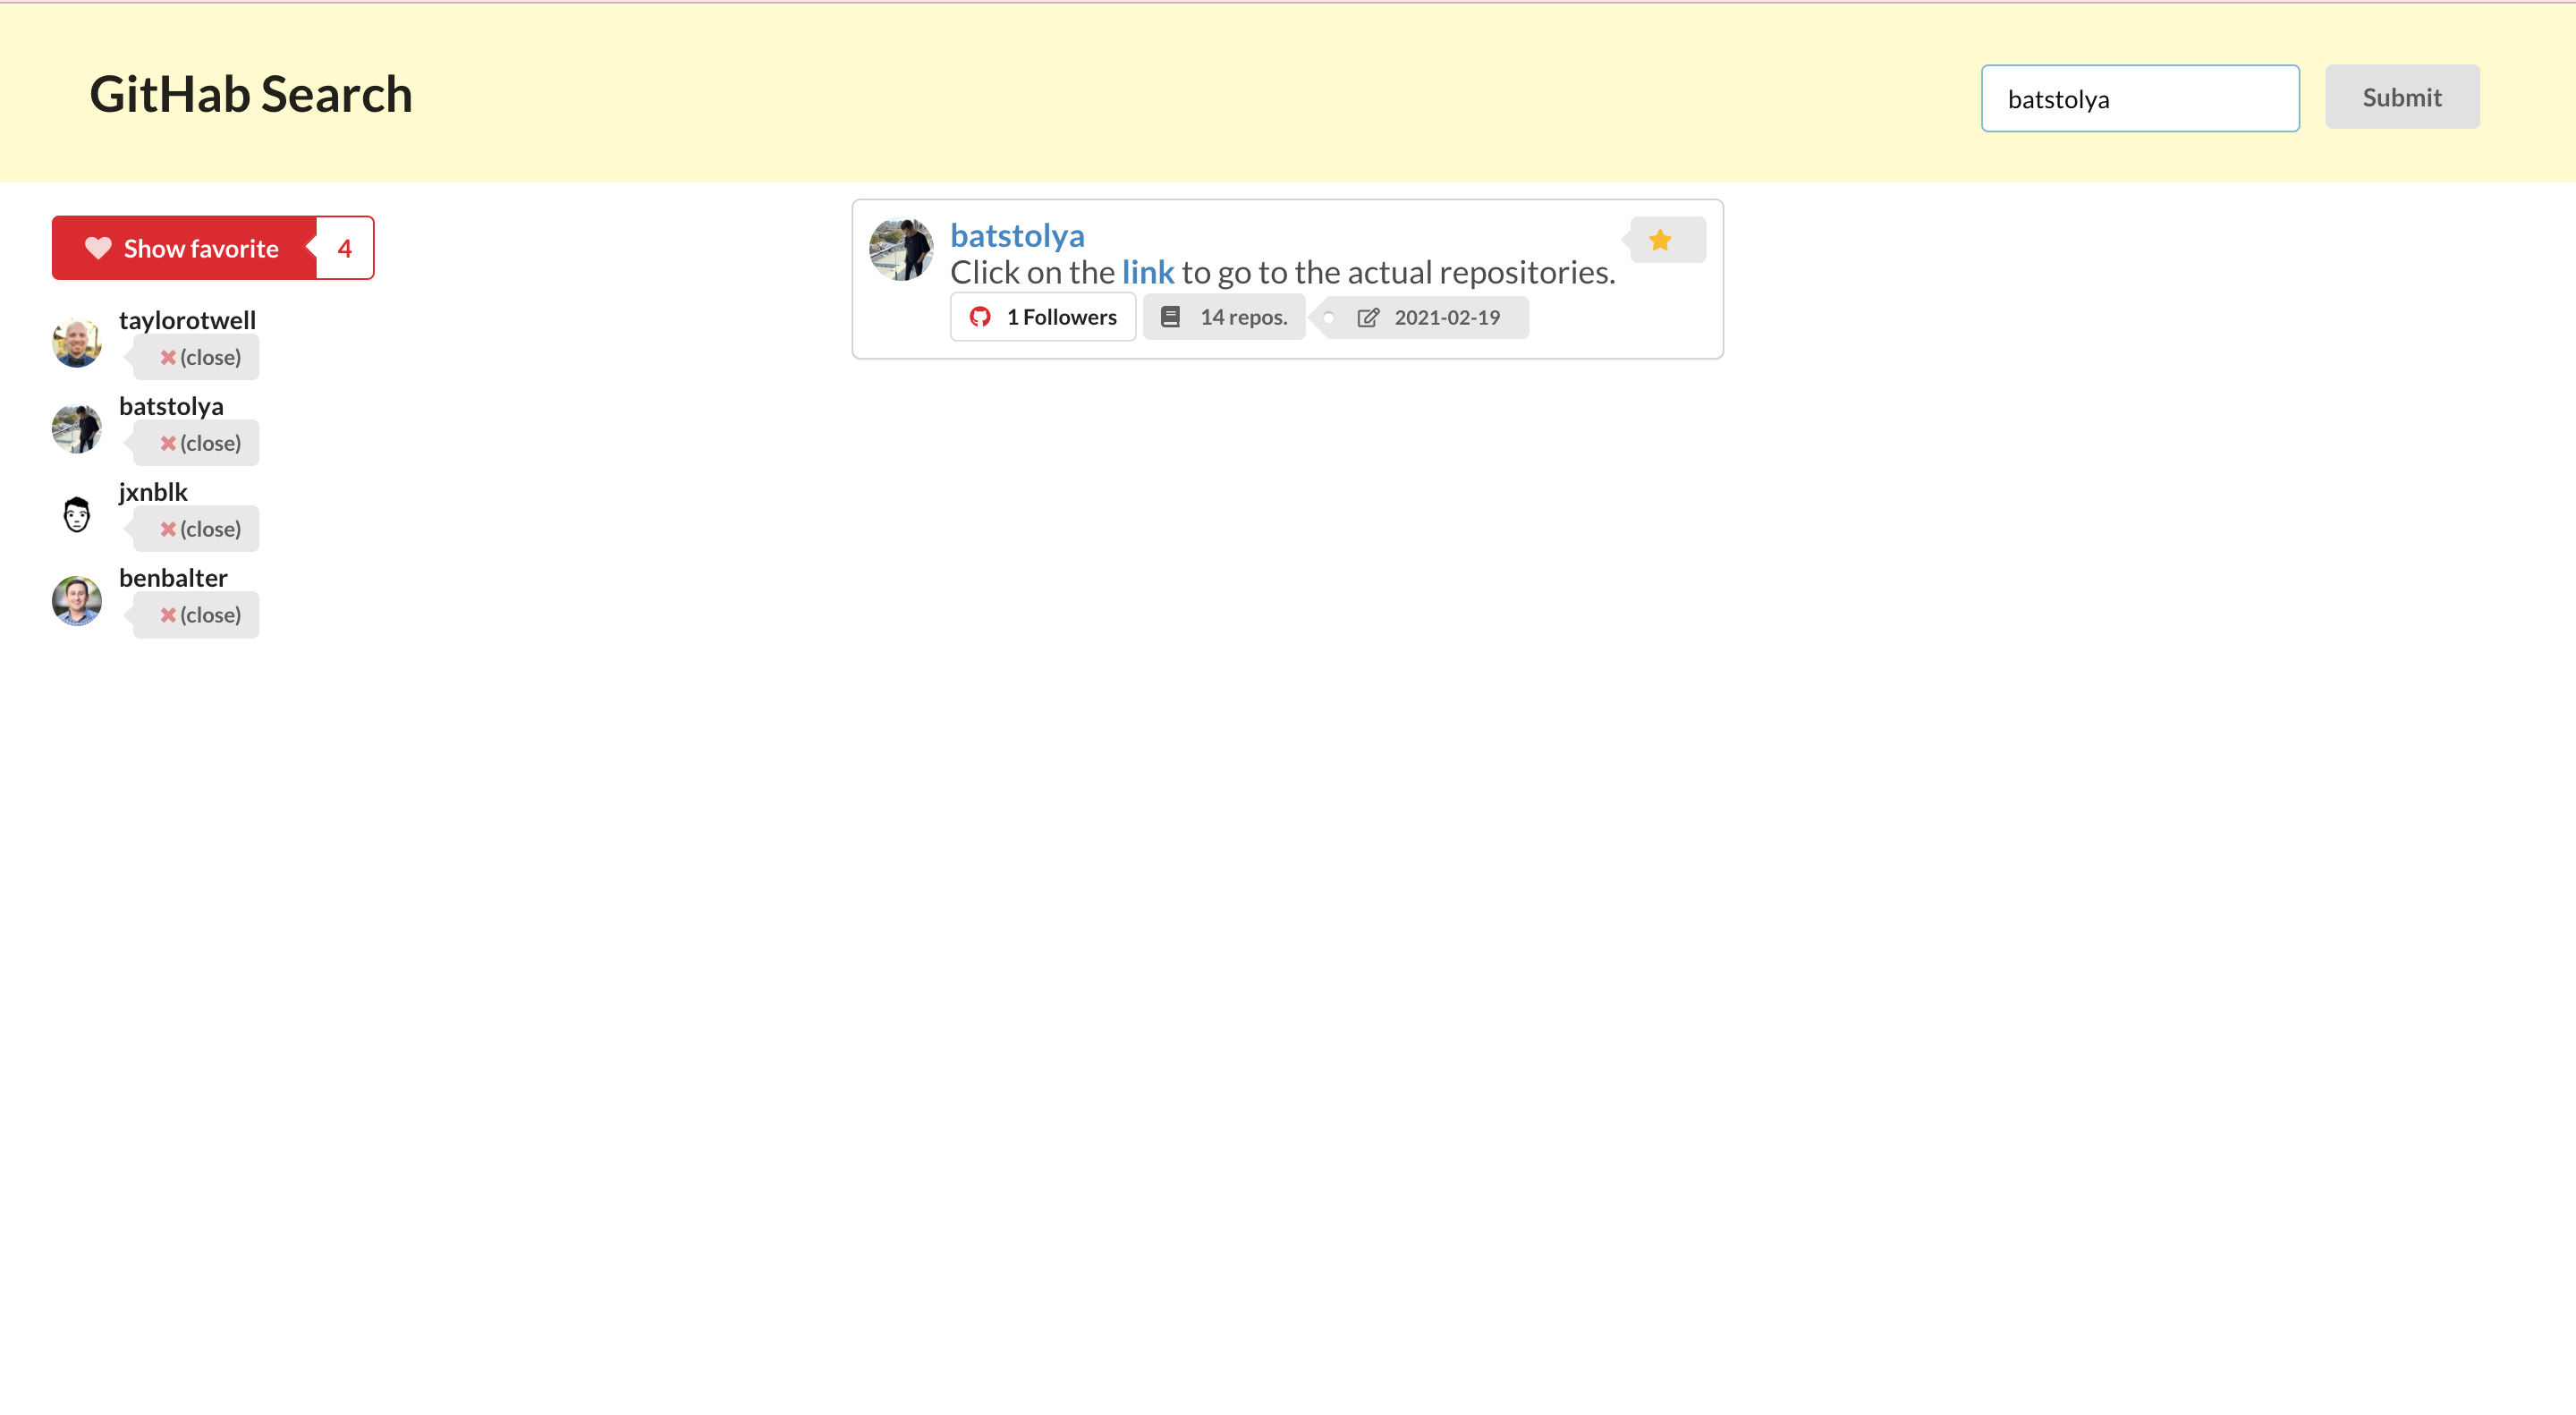 GitHab Search
batstolya
Submit
Show favorite
4
taylorotwell
(close)
batstolya
(close)
jxnblk
(close)
benbalter
(close)
batstolya
Click on the link to go to the actual repositories.
1 Followers
14 repos.
2021-02-19